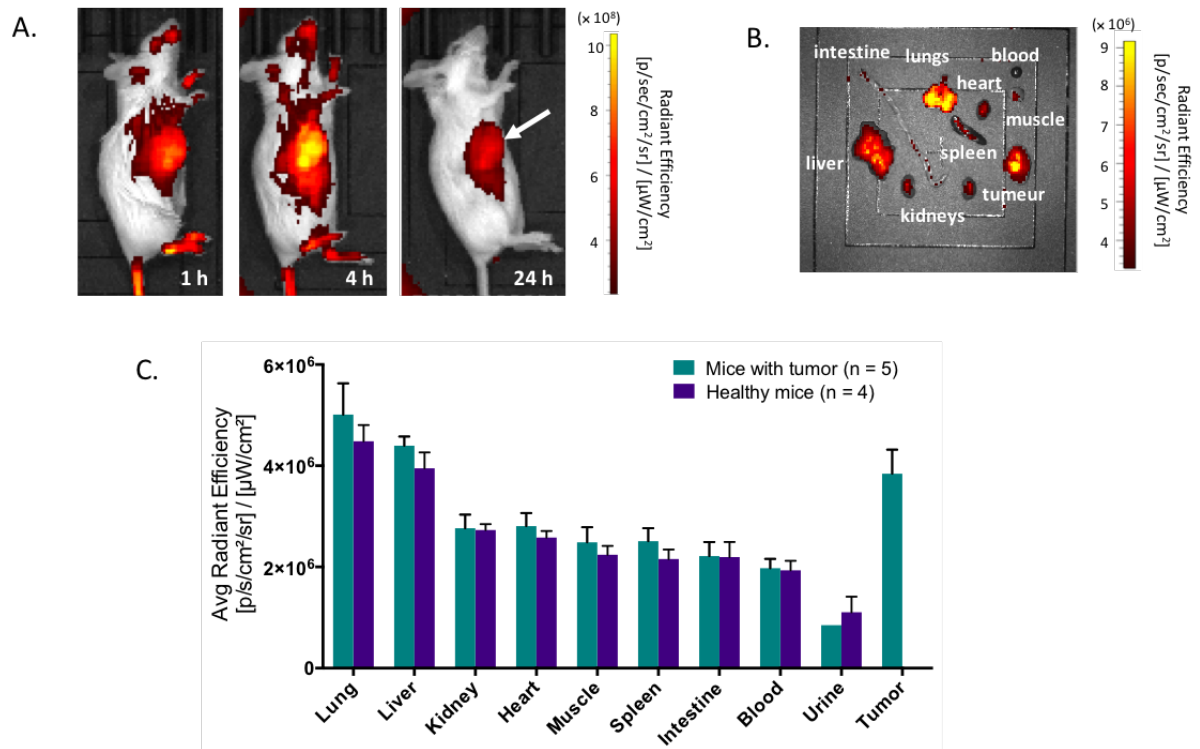 A.
1 h
4 h
24 h
(× 10⁸)
10
8
6
4
Radiant Efficiency
[p/sec/cm²/sr] / [µW/cm²]
B.
intestine
lungs
blood
heart
muscle
liver
spleen
tumeur
kidneys
(× 10⁶)
9
8
7
6
5
4
Radiant Efficiency
[p/sec/cm²/sr] / [µW/cm²]
C.
Avg Radiant Efficiency
[p/s/cm²/sr] / [µW/cm²]
6×10⁶
4×10⁶
2×10⁶
0
Mice with tumor (n = 5)
Healthy mice (n = 4)
Lung
Liver
Kidney
Heart
Muscle
Spleen
Intestine
Blood
Urine
Tumor